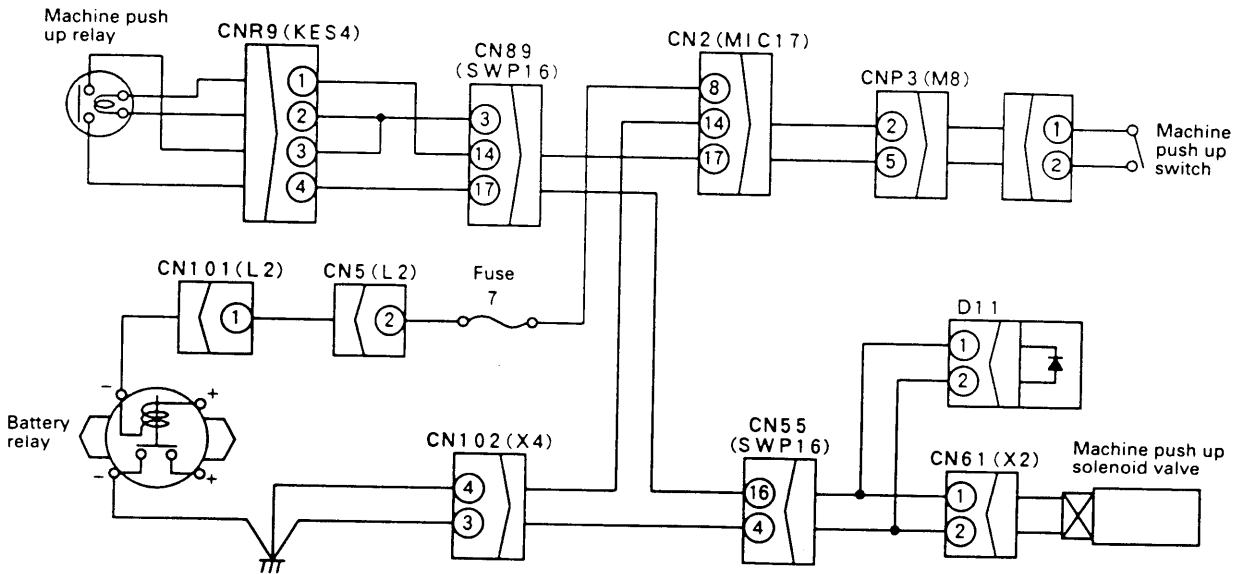 Machine push
up relay
CNR9(KES4)
1
2
3
4
CN89
(SWP16)
3
14
17
CN2(MIC17)
8
14
17
CNP3(M8)
2
5
1
2
Machine
push up
switch
CN101(L2)
1
CN5(L2)
2
Fuse
7
D11
1
2
Battery
relay
-
+
-
+
CN102(X4)
4
3
CN55
(SWP16)
16
4
CN61(X2)
1
2
Machine push up
solenoid valve